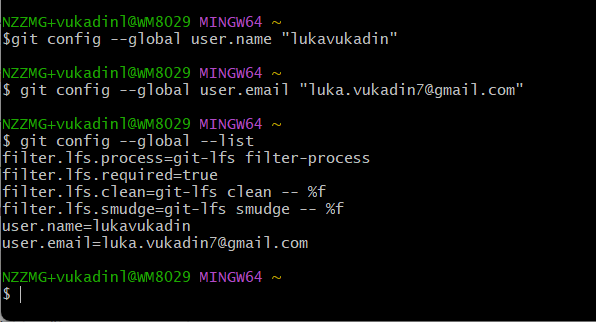 NZZMG+vukadinl@WM8029 MINGW64 ~
$git config --global user.name "lukavukadin"
NZZMG+vukadinl@WM8029 MINGW64 ~
$ git config --global user.email "luka.vukadin7@gmail.com"
NZZMG+vukadinl@WM8029 MINGW64 ~
$ git config --global --list
filter.lfs.process=git-lfs filter-process
filter.lfs.required=true
filter.lfs.clean=git-lfs clean -- %f
filter.lfs.smudge=git-lfs smudge -- %f
user.name=lukavukadin
user.email=luka.vukadin7@gmail.com
NZZMG+vukadinl@WM8029 MINGW64 ~
$